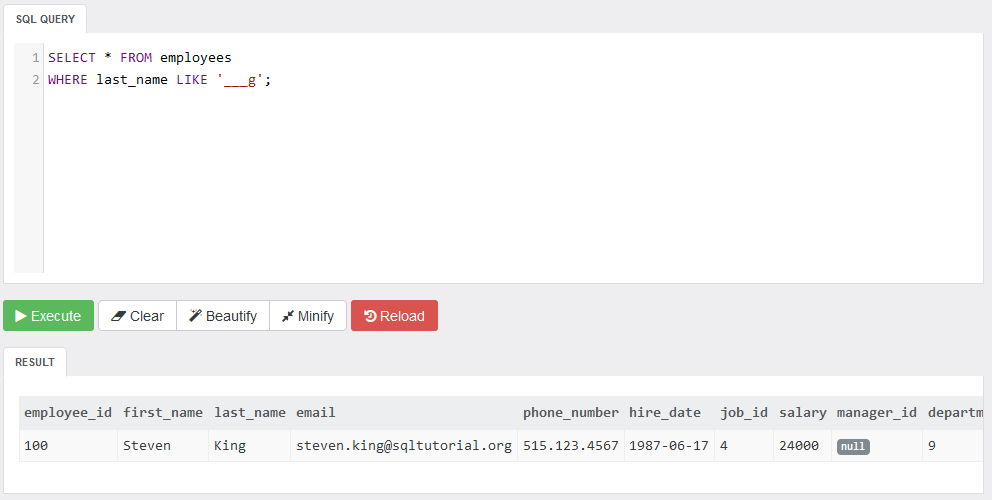 SQL QUERY
1 SELECT * FROM employees
2 WHERE last_name LIKE '___g';
Execute Clear Beautify Minify Reload
RESULT
employee_id first_name last_name email phone_number hire_date job_id salary manager_id departm
100 Steven King steven.king@sqltutorial.org 515.123.4567 1987-06-17 4 24000 null 9